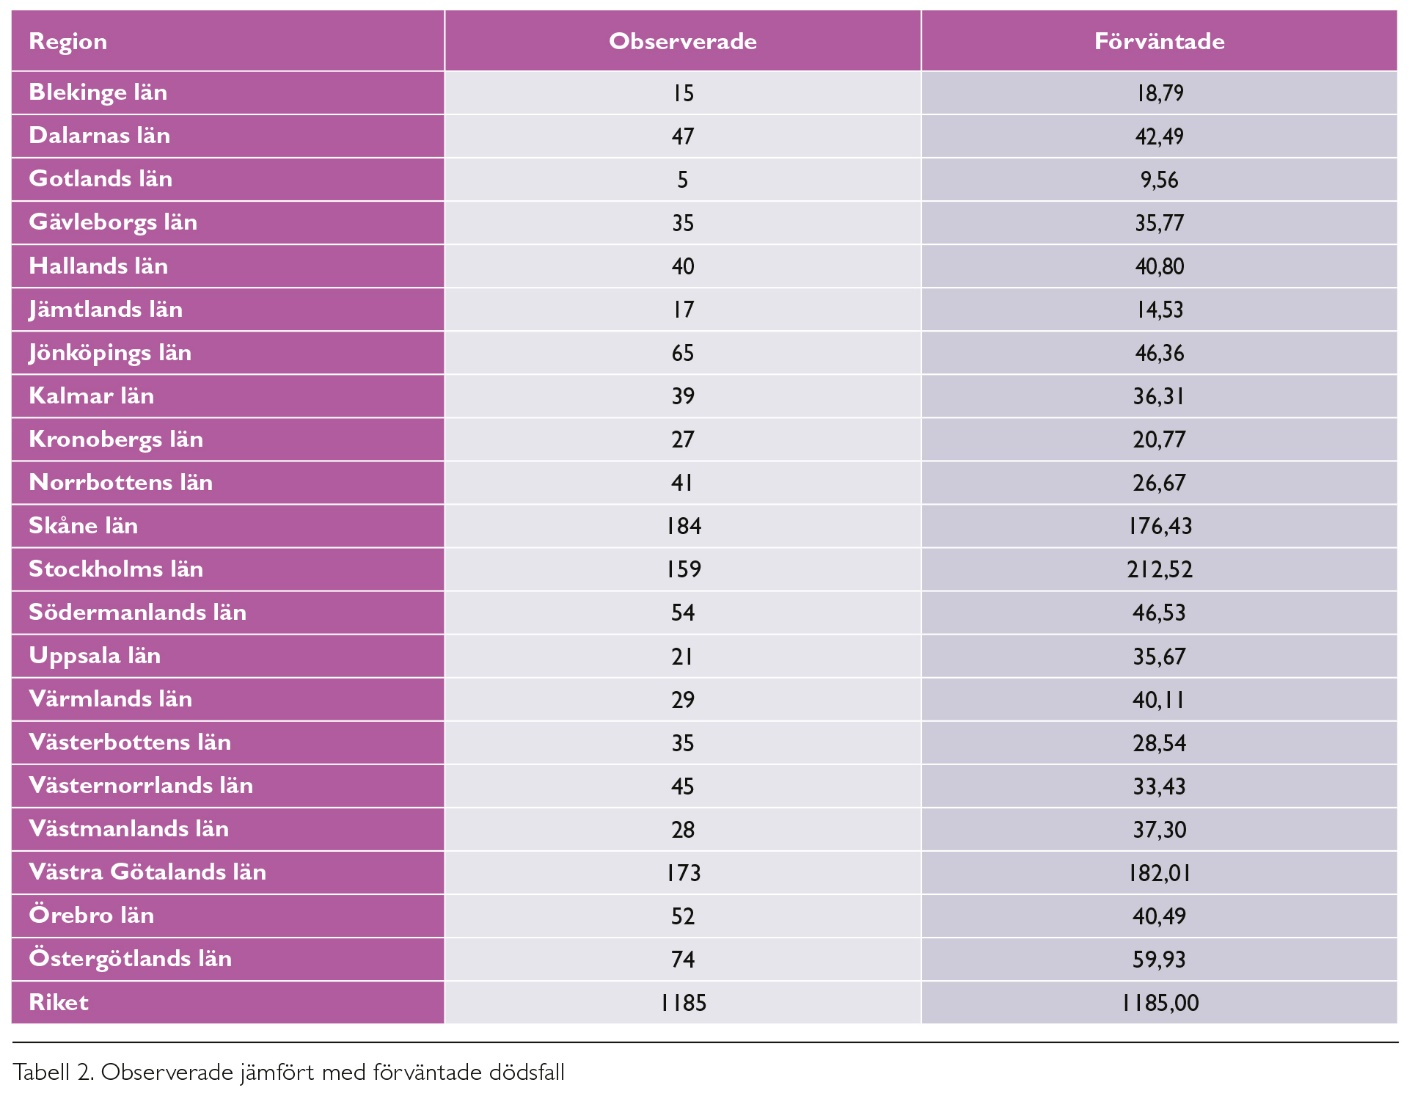 Region Observerade Förväntade
Blekinge län 15 18,79
Dalarnas län 47 42,49
Gotlands län 5 9,56
Gävleborgs län 35 35,77
Hallands län 40 40,80
Jämtlands län 17 14,53
Jönköpings län 65 46,36
Kalmar län 39 36,31
Kronobergs län 27 20,77
Norrbottens län 41 26,67
Skåne län 184 176,43
Stockholms län 159 212,52
Södermanlands län 54 46,53
Uppsala län 21 35,67
Värmlands län 29 40,11
Västerbottens län 35 28,54
Västernorrlands län 45 33,43
Västmanlands län 28 37,30
Västra Götalands län 173 182,01
Örebro län 52 40,49
Östergötlands län 74 59,93
Riket 1185 1185,00
Tabell 2. Observerade jämfört med förväntade dödsfall